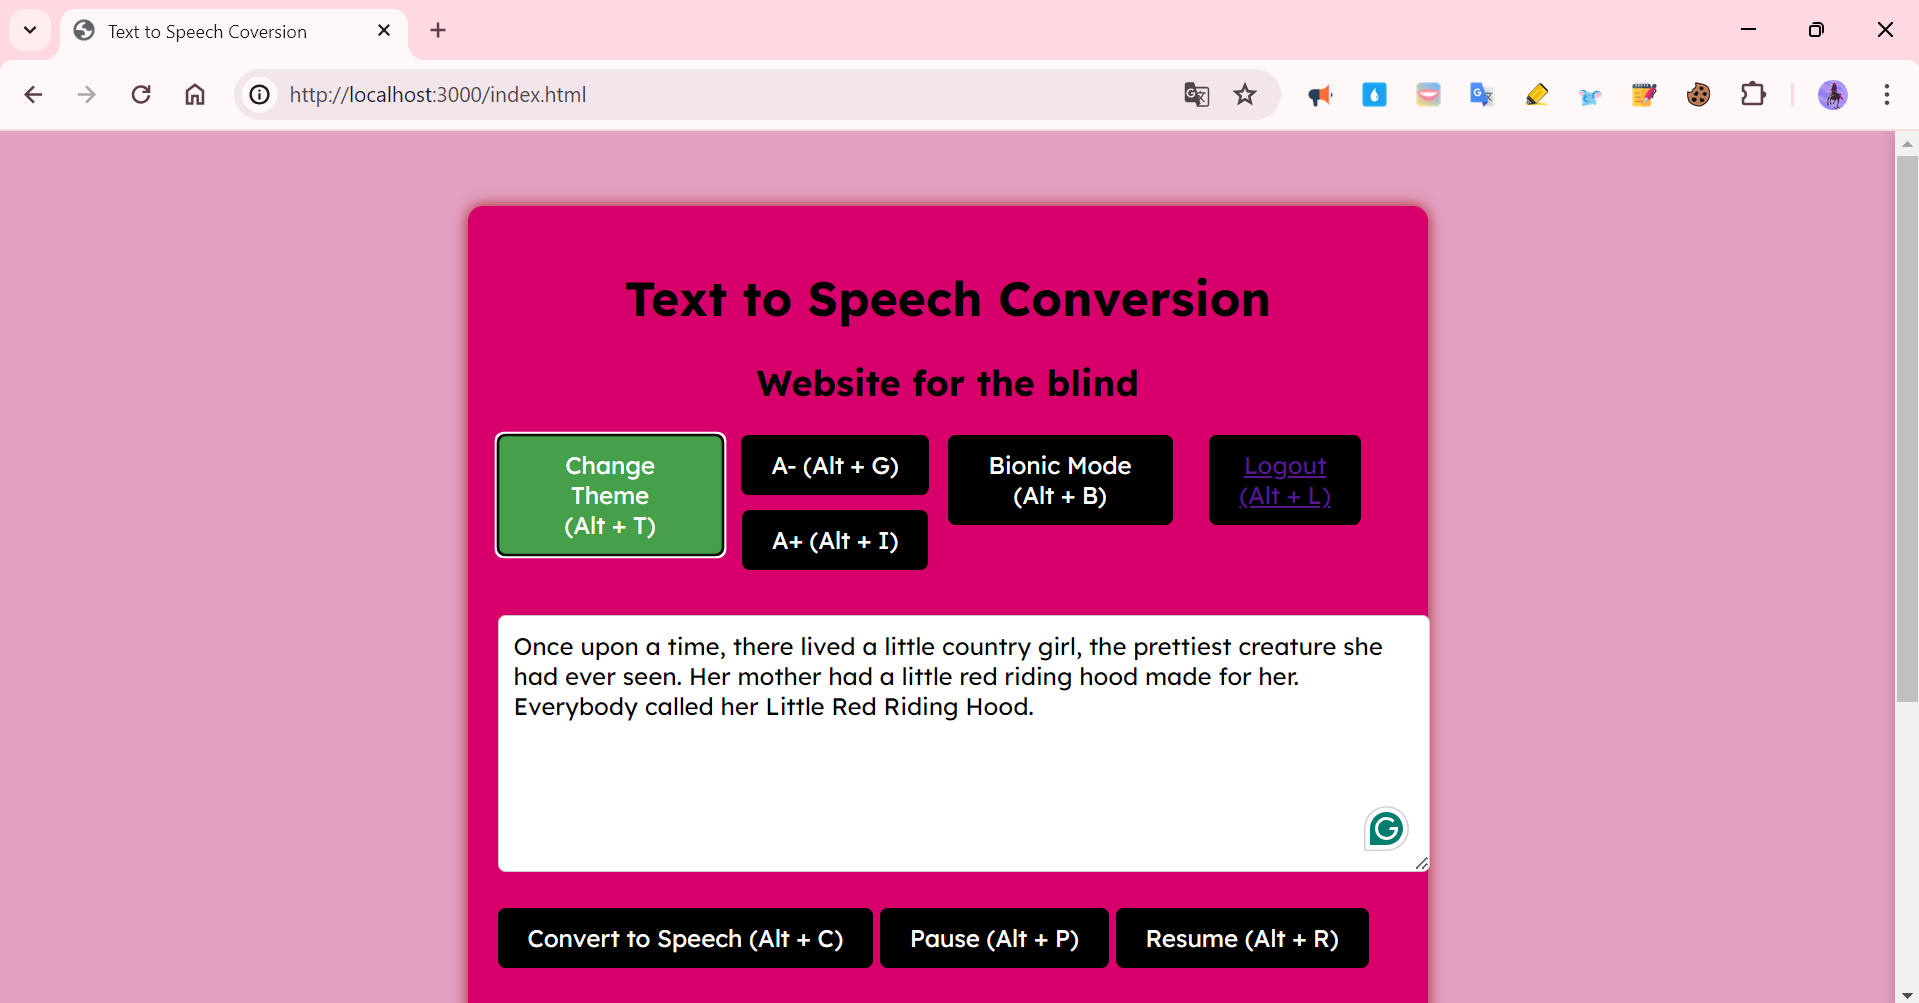 Text to Speech Coversion
http://localhost:3000/index.html
Text to Speech Conversion
Website for the blind
Change
Theme
(Alt + T)
A- (Alt + G)
A+ (Alt + I)
Bionic Mode
(Alt + B)
Logout
(Alt + L)
Once upon a time, there lived a little country girl, the prettiest creature she
had ever seen. Her mother had a little red riding hood made for her.
Everybody called her Little Red Riding Hood.
Convert to Speech (Alt + C)
Pause (Alt + P)
Resume (Alt + R)